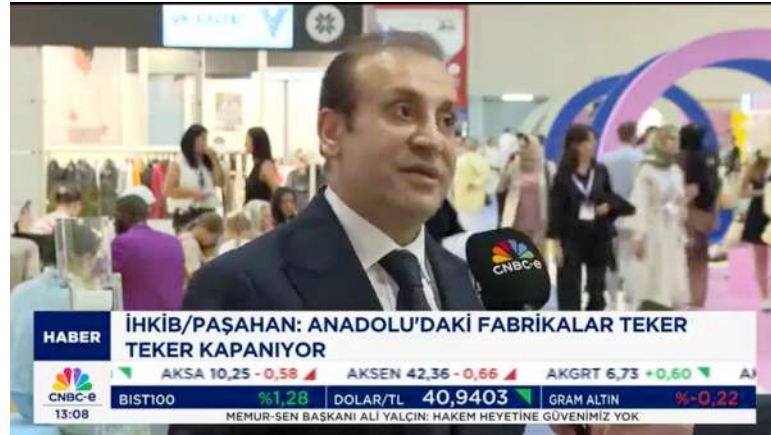 CNBC-e
HABER
İHKİB/PAŞAHAN: ANADOLU'DAKİ FABRİKALAR TEKER
TEKER KAPANIYOR
AKSA 10,25 -0,58 AKSEN 42,36 -0,66 AKGRT 6,73 +0,60
CNBC-e
BIST100 %1,28 DOLAR/TL 40,9403 GRAM ALTIN %-0,22
13:08
MEMUR-SEN BAŞKANI ALİ YALÇIN: HAKEM HEYETİNE GÜVENİMİZ YOK